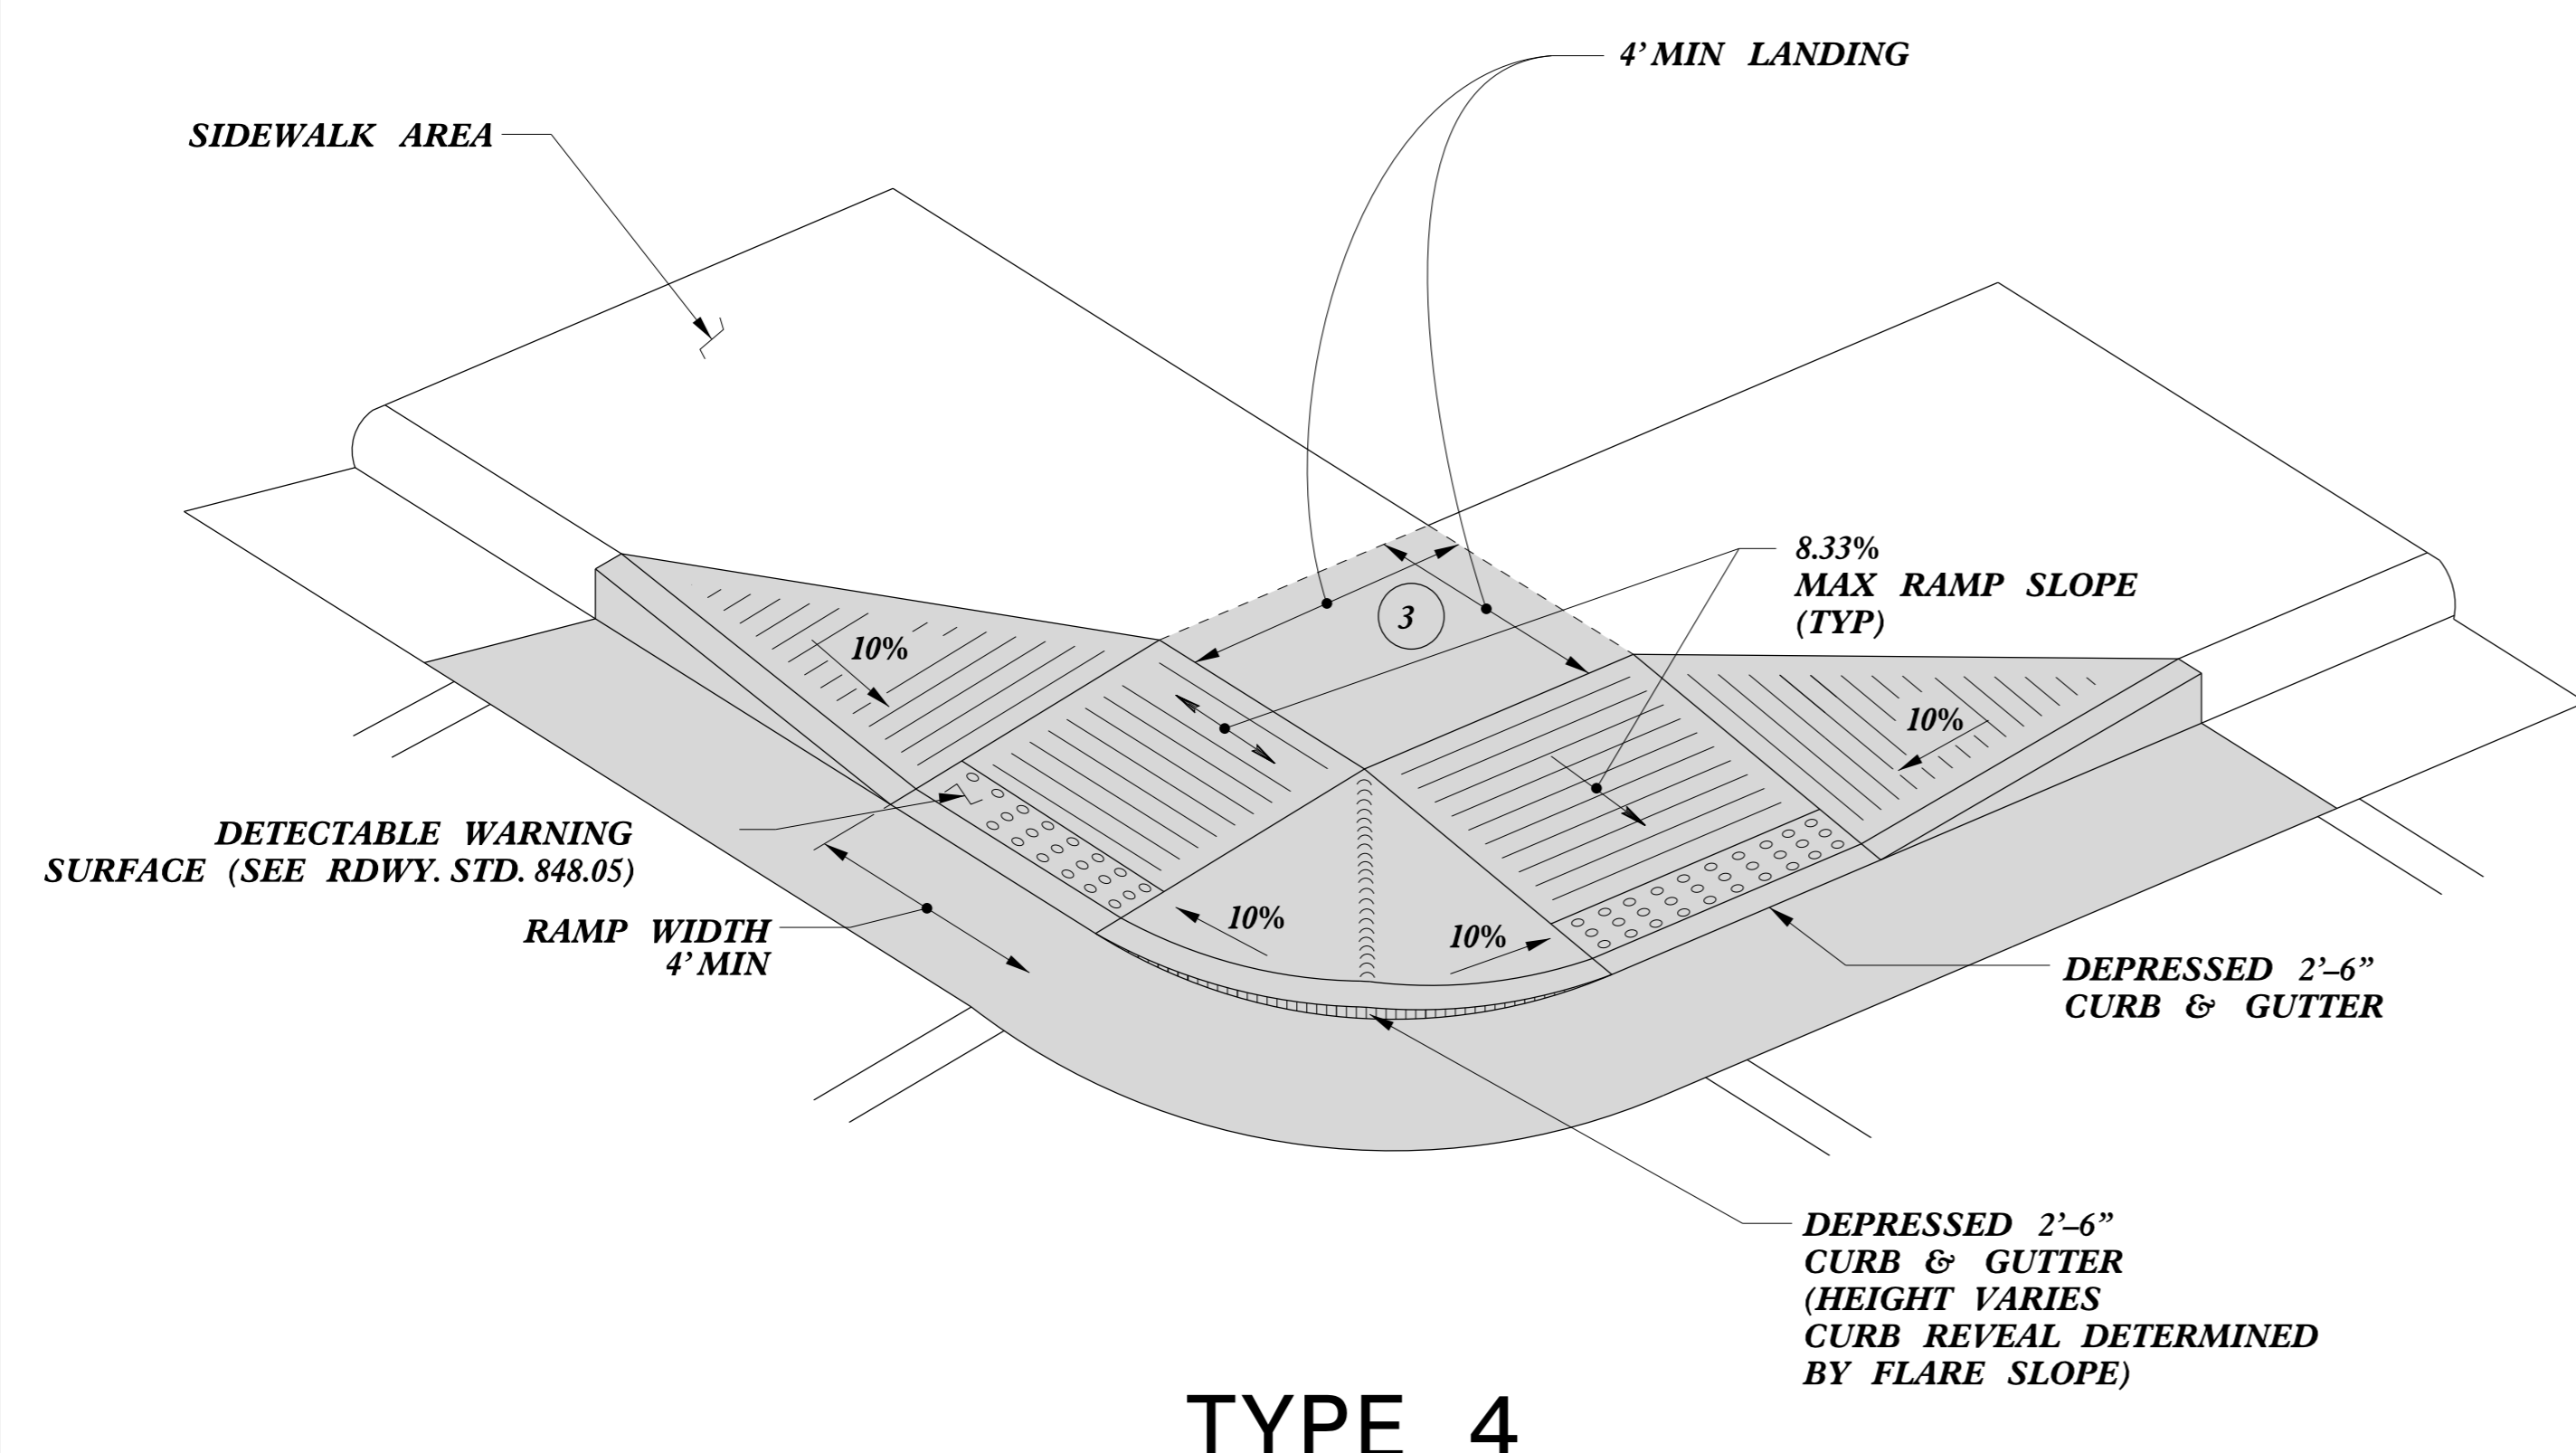 4' MIN LANDING
SIDEWALK AREA
8.33%
MAX RAMP SLOPE
(TYP)
3
10%
10%
DETECTABLE WARNING
SURFACE (SEE RDWY. STD. 848.05)
RAMP WIDTH
4' MIN
10%
10%
DEPRESSED 2'–6”
CURB & GUTTER
DEPRESSED 2'–6”
CURB & GUTTER
(HEIGHT VARIES
CURB REVEAL DETERMINED
BY FLARE SLOPE)
TYPE 4